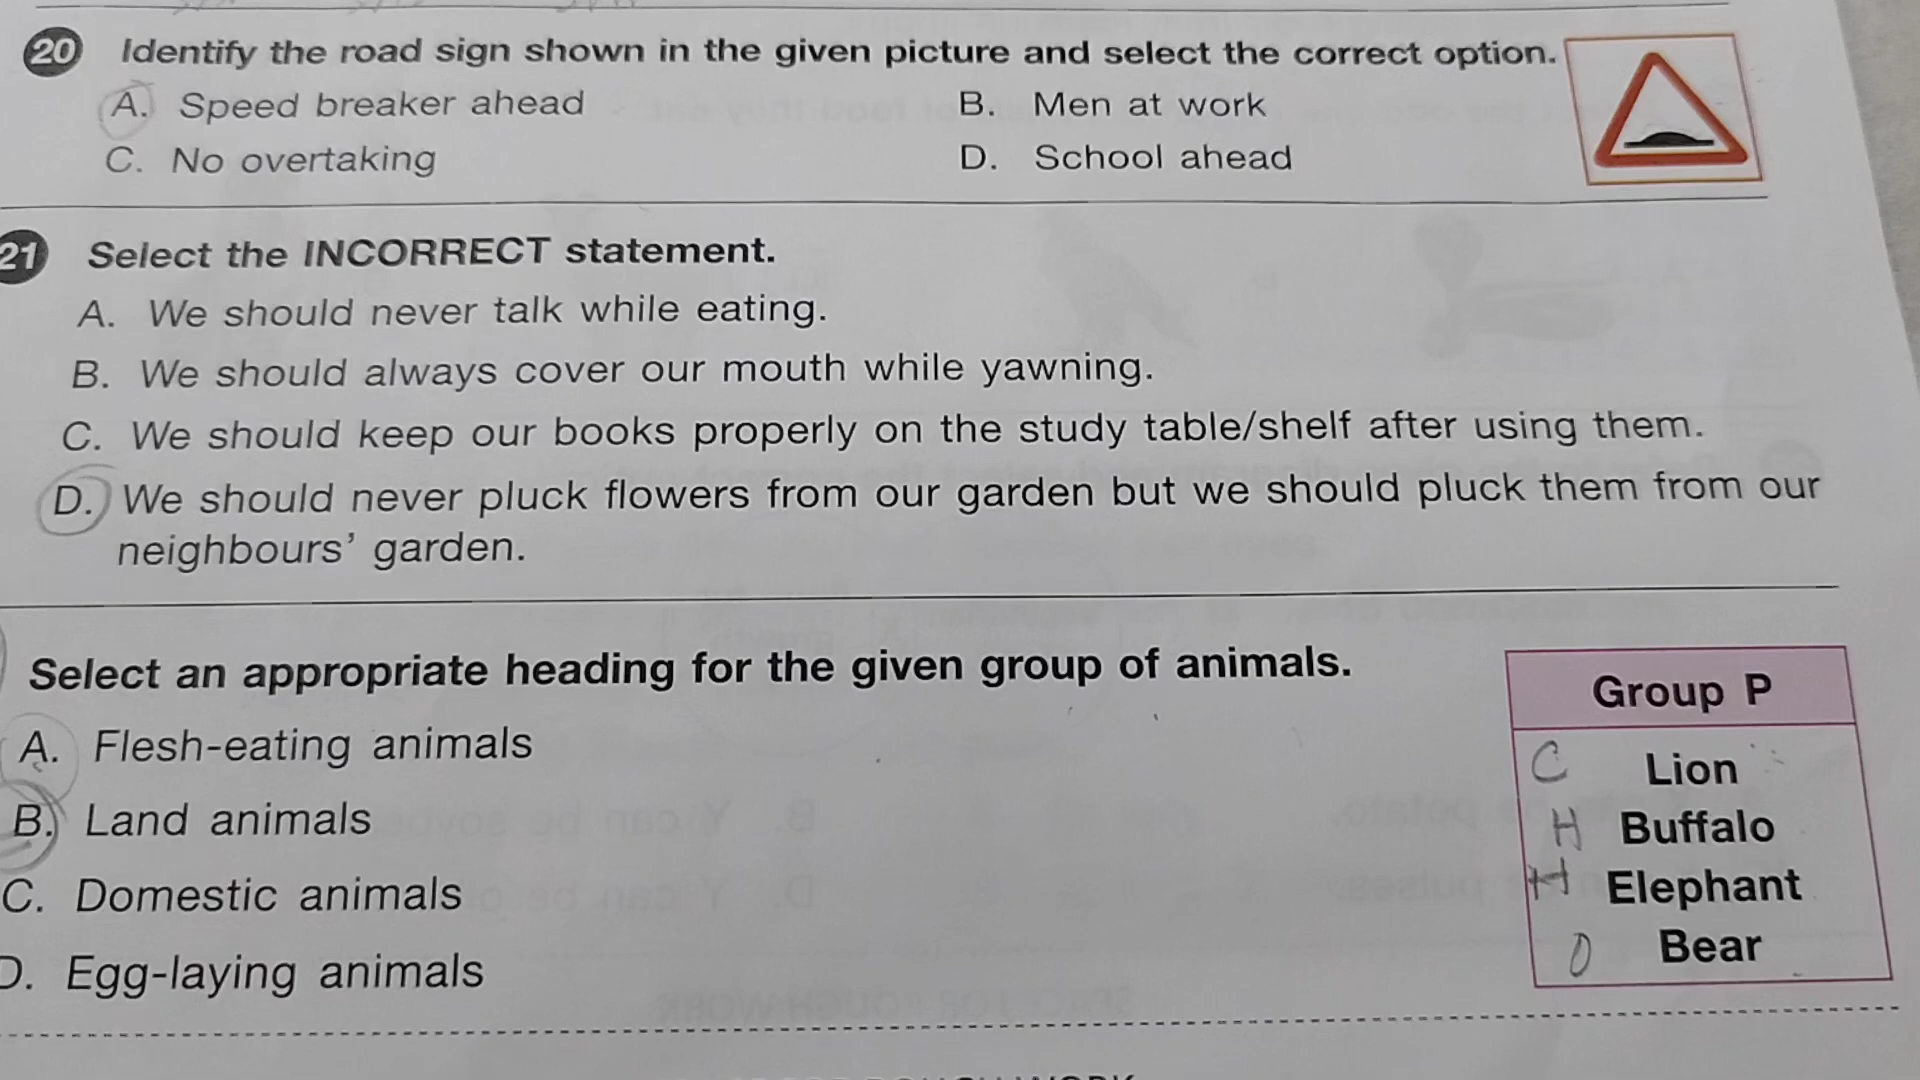 20 Identify the road sign shown in the given picture and select the correct option.
A. Speed breaker ahead B. Men at work
C. No overtaking D. School ahead
21 Select the INCORRECT statement.
A. We should never talk while eating.
B. We should always cover our mouth while yawning.
C. We should keep our books properly on the study table/shelf after using them.
D. We should never pluck flowers from our garden but we should pluck them from our
neighbours' garden.
Select an appropriate heading for the given group of animals.
A. Flesh-eating animals
B. Land animals
C. Domestic animals
D. Egg-laying animals
Group P
C Lion
H Buffalo
H Elephant
O Bear